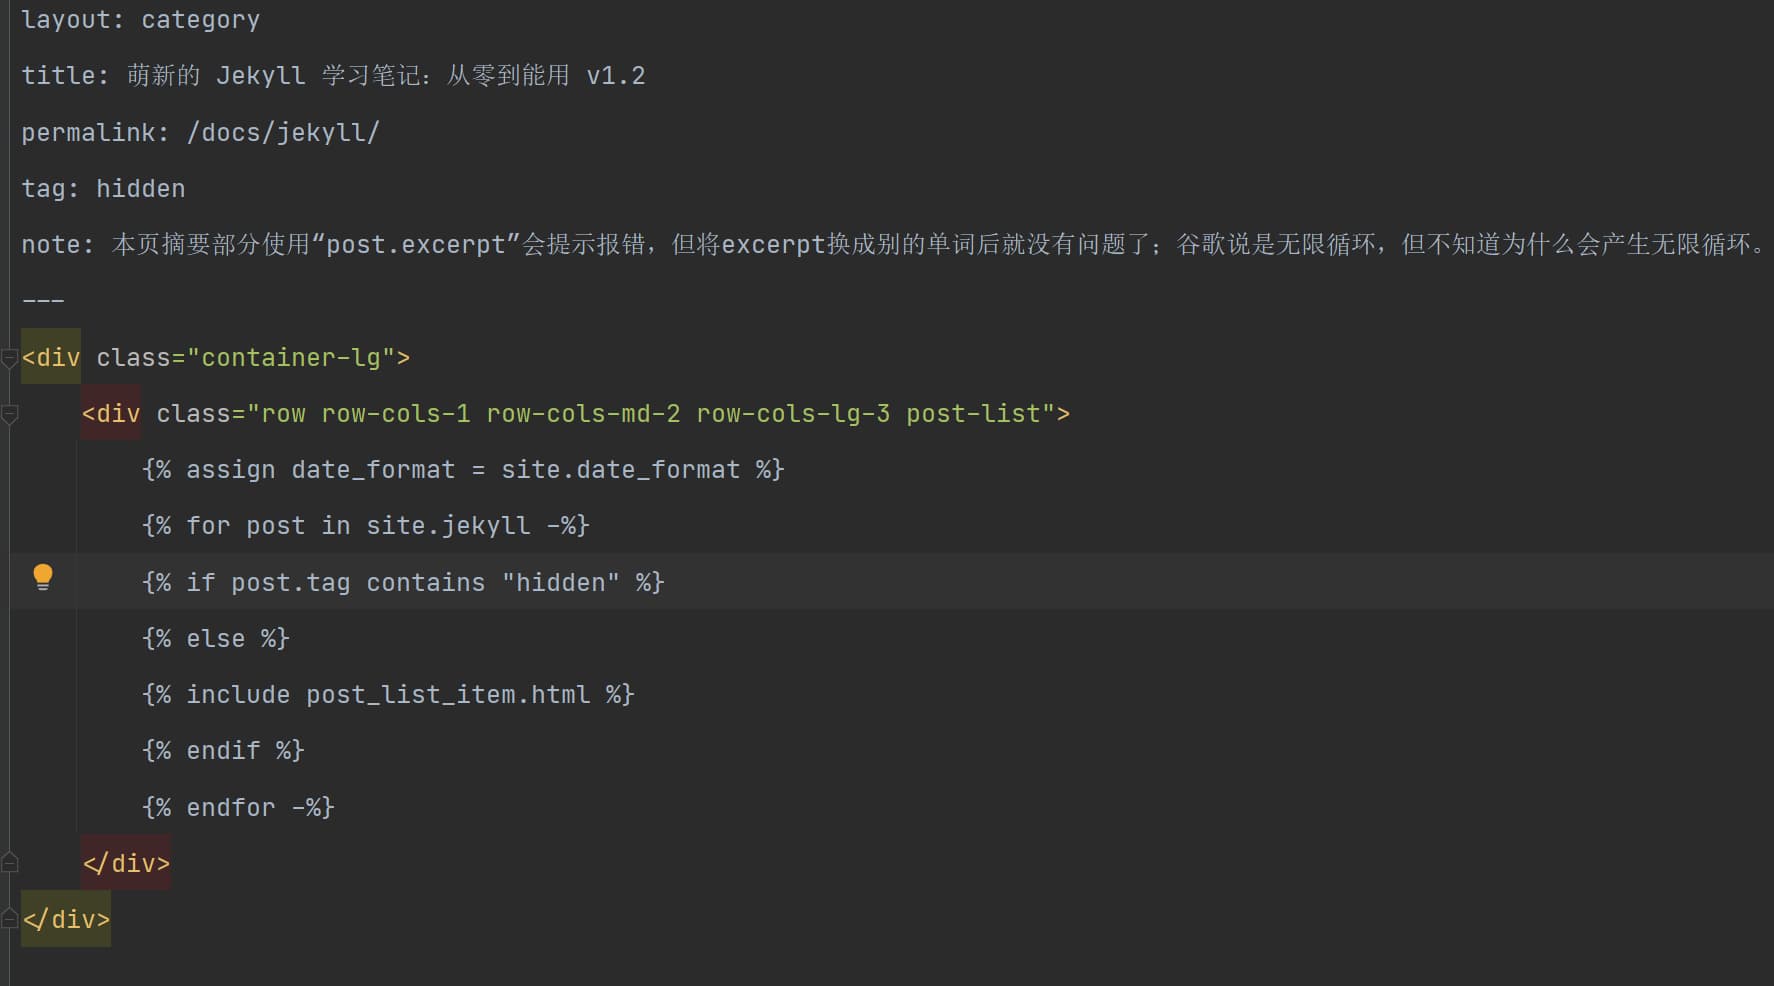 layout: category
title: 萌新的 Jekyll 学习笔记：从零到能用 v1.2
permalink: /docs/jekyll/
tag: hidden
note: 本页摘要部分使用“post.excerpt”会提示报错，但将excerpt换成别的单词后就没有问题了；谷歌说是无限循环，但不知道为什么会产生无限循环。
---
<div class="container-lg">
<div class="row row-cols-1 row-cols-md-2 row-cols-lg-3 post-list">
{% assign date_format = site.date_format %}
{% for post in site.jekyll -%}
{% if post.tag contains "hidden" %}
{% else %}
{% include post_list_item.html %}
{% endif %}
{% endfor -%}
</div>
</div>